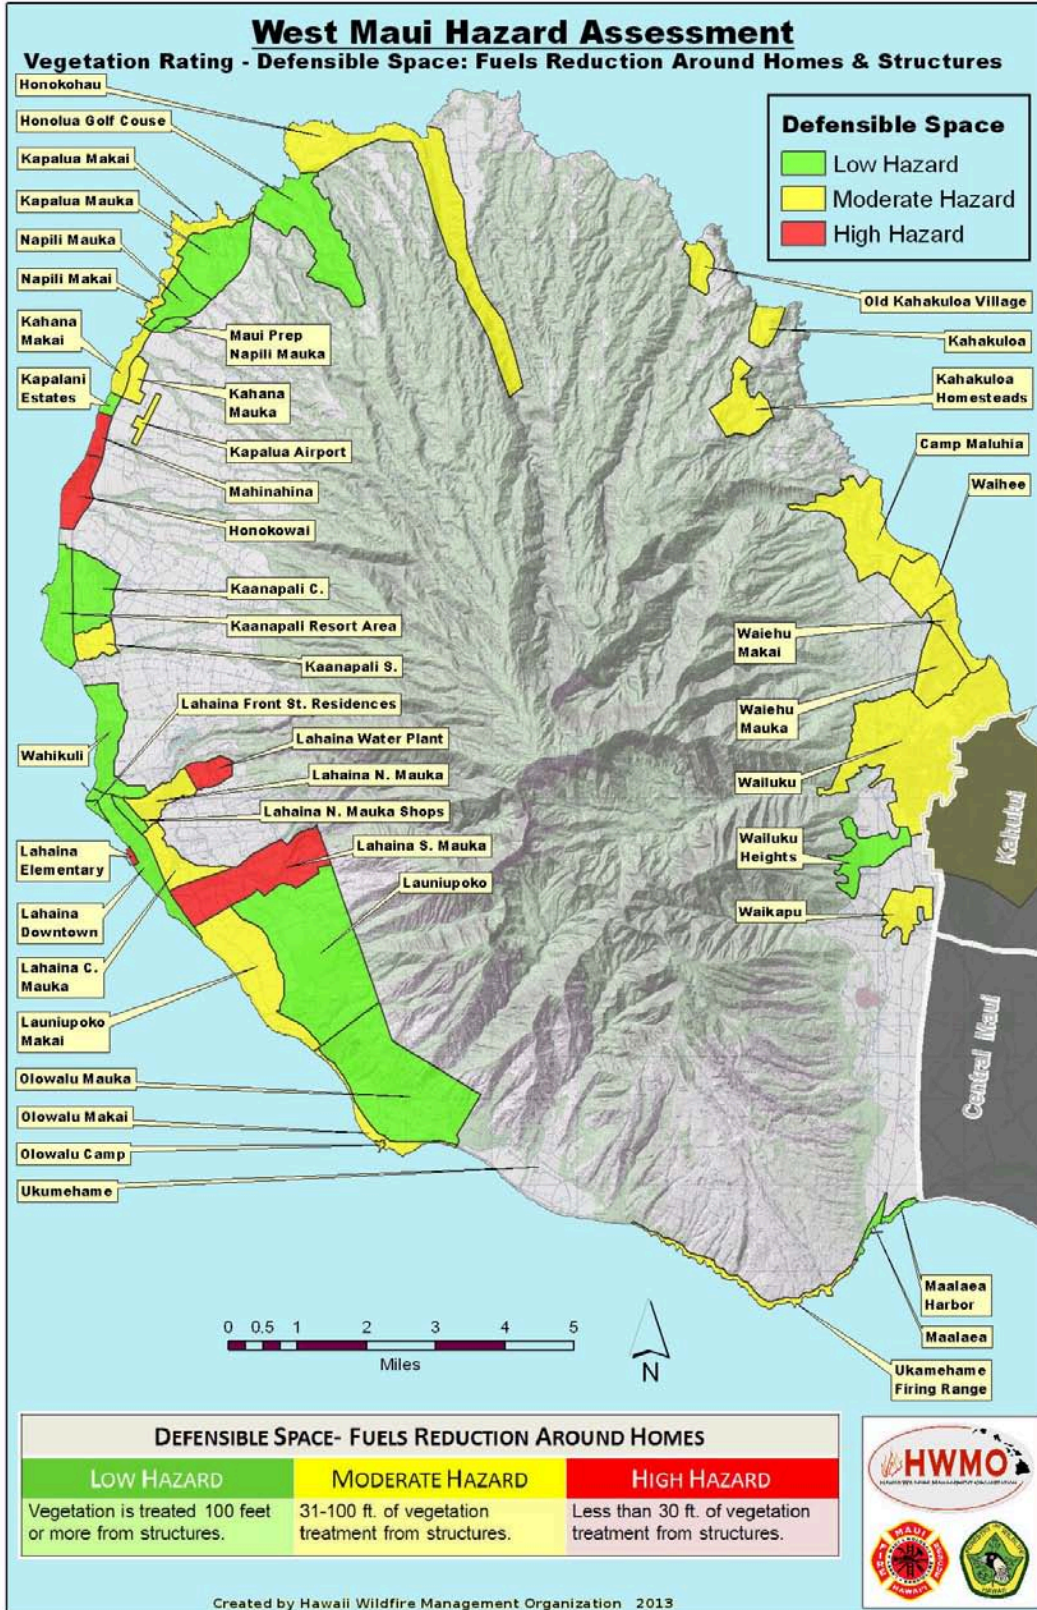 West Maui Hazard Assessment
Vegetation Rating - Defensible Space: Fuels Reduction Around Homes & Structures
Honokohau
Honolua Golf Couse
Kapalua Makai
Kapalua Mauka
Napili Mauka
Napili Makai
Kahana
Makai
Kapalani
Estates
Maui Prep
Napili Mauka
Kahana
Mauka
Kapalua Airport
Mahinahina
Honokowai
Kaanapali C.
Kaanapali Resort Area
Kaanapali S.
Lahaina Front St. Residences
Wahikuli
Lahaina Water Plant
Lahaina N. Mauka
Lahaina N. Mauka Shops
Lahaina S. Mauka
Launiupoko
Lahaina
Elementary
Lahaina
Downtown
Lahaina C.
Mauka
Launiupoko
Makai
Olowalu Mauka
Olowalu Makai
Olowalu Camp
Ukumehame
Defensible Space
Low Hazard
Moderate Hazard
High Hazard
Old Kahakuloa Village
Kahakuloa
Kahakuloa
Homesteads
Camp Maluhia
Waihee
Waiehu
Makai
Waiehu
Mauka
Wailuku
Wailuku
Heights
Waikapu
Kahului
Central Maui
Maalaea
Harbor
Maalaea
Ukamehame
Firing Range
0 0.5 1 2 3 4 5
Miles
N
DEFENSIBLE SPACE- FUELS REDUCTION AROUND HOMES
LOW HAZARD
Vegetation is treated 100 feet
or more from structures.
MODERATE HAZARD
31-100 ft. of vegetation
treatment from structures.
HIGH HAZARD
Less than 30 ft. of vegetation
treatment from structures.
HWMO
MAUI
FIRE
HAWAII
HAWAII
Created by Hawaii Wildfire Management Organization 2013